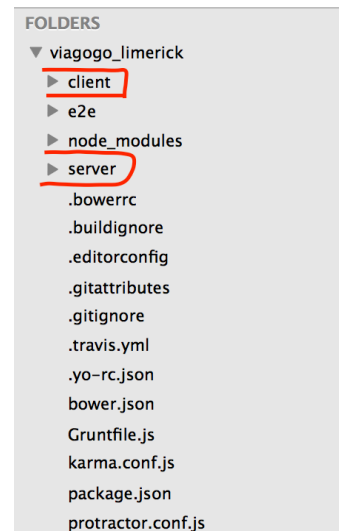 FOLDERS
viagogo_limerick
client
e2e
node_modules
server
.bowerrc
.buildignore
.editorconfig
.gitattributes
.gitignore
.travis.yml
.yo-rc.json
bower.json
Gruntfile.js
karma.conf.js
package.json
protractor.conf.js